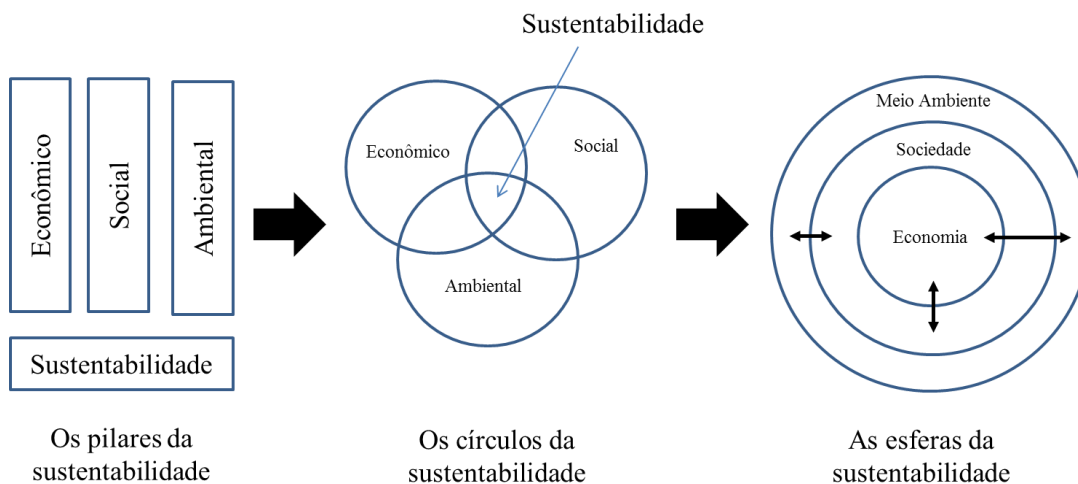 Sustentabilidade
Econômico
Social
Ambiental
Sustentabilidade
Os pilares da
sustentabilidade
Econômico
Social
Ambiental
Os círculos da
sustentabilidade
Meio Ambiente
Sociedade
Economia
As esferas da
sustentabilidade